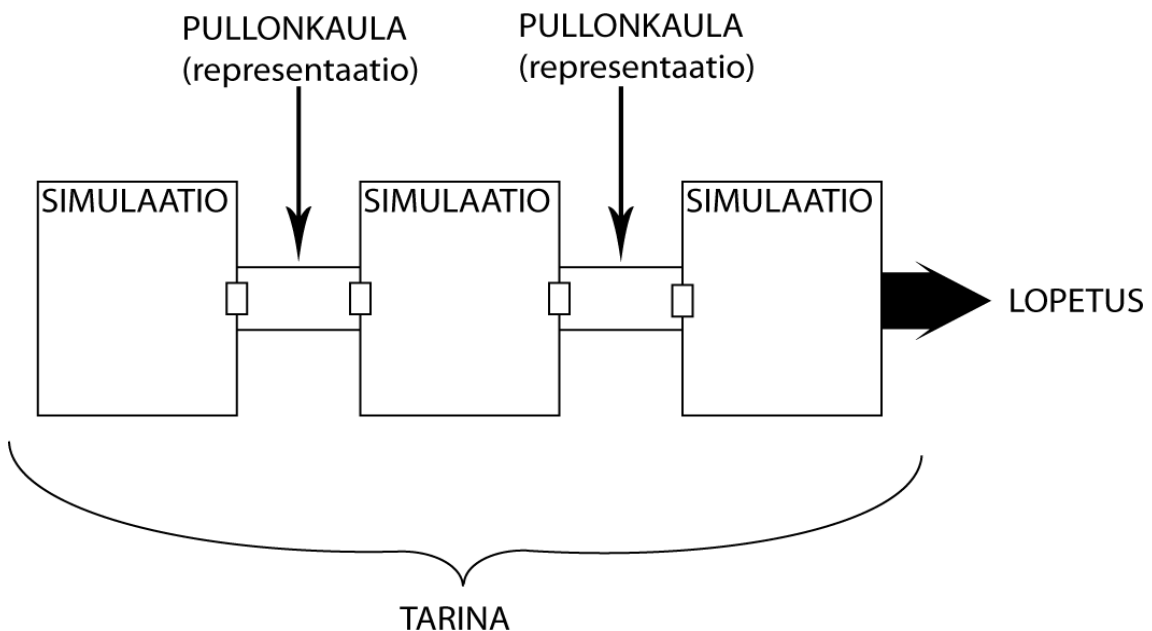 PULLONKAULA
(representaatio)
PULLONKAULA
(representaatio)
SIMULAATIO
SIMULAATIO
SIMULAATIO
LOPETUS
TARINA